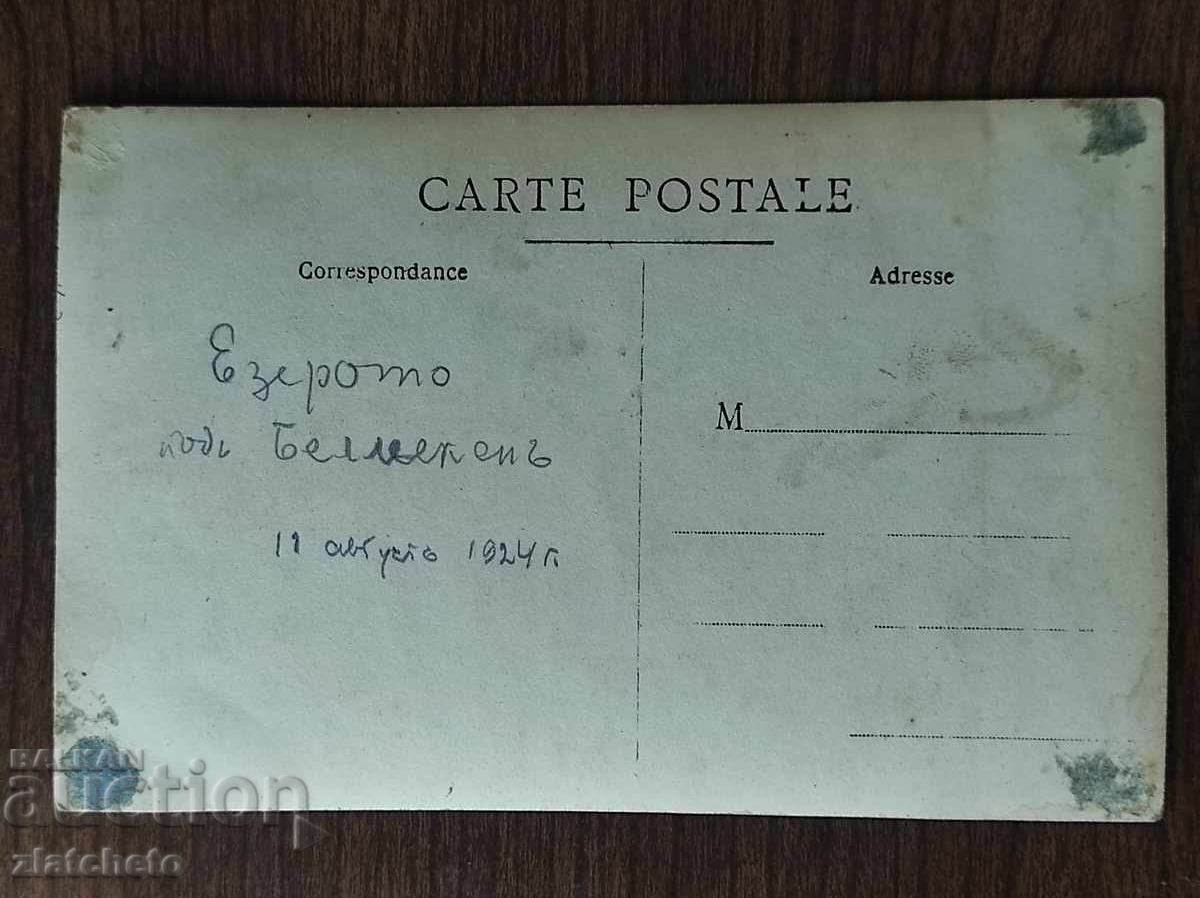 CARTE POSTALE
Correspondance
Adresse
Езерото
подъ Белмекенъ
11 августъ 1924 г.
M
BALKAN
auction
zlatcheto